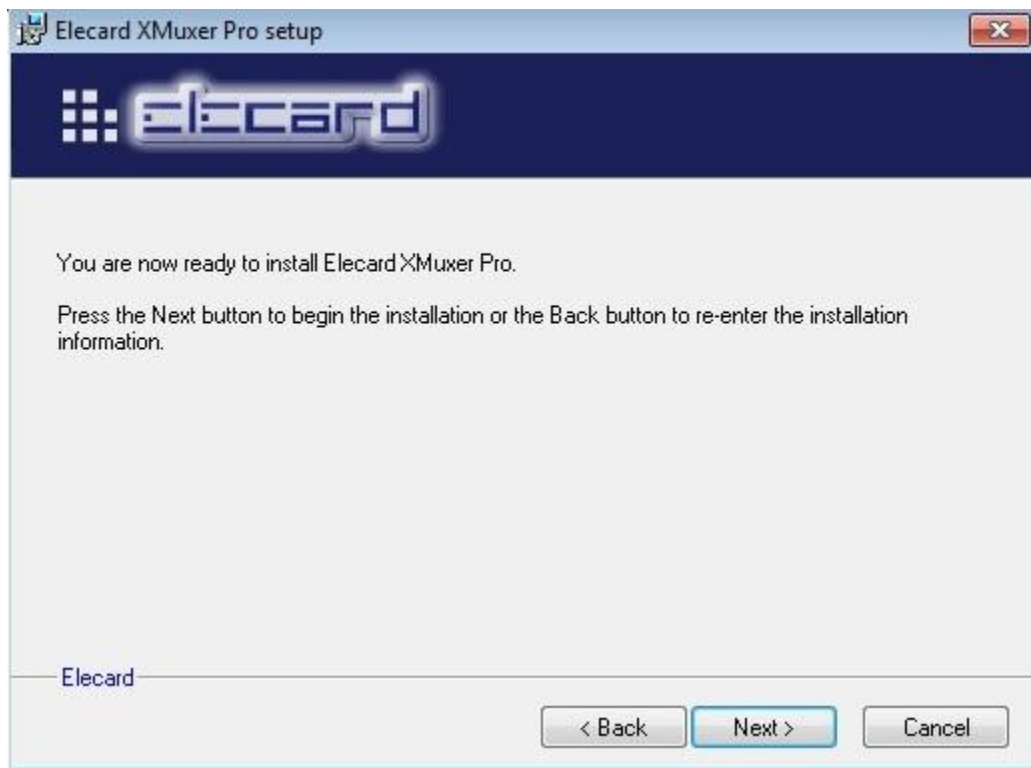 Elecard XMuxer Pro setup
elecard
You are now ready to install Elecard XMuxer Pro.
Press the Next button to begin the installation or the Back button to re-enter the installation
information.
Elecard
< Back Next > Cancel